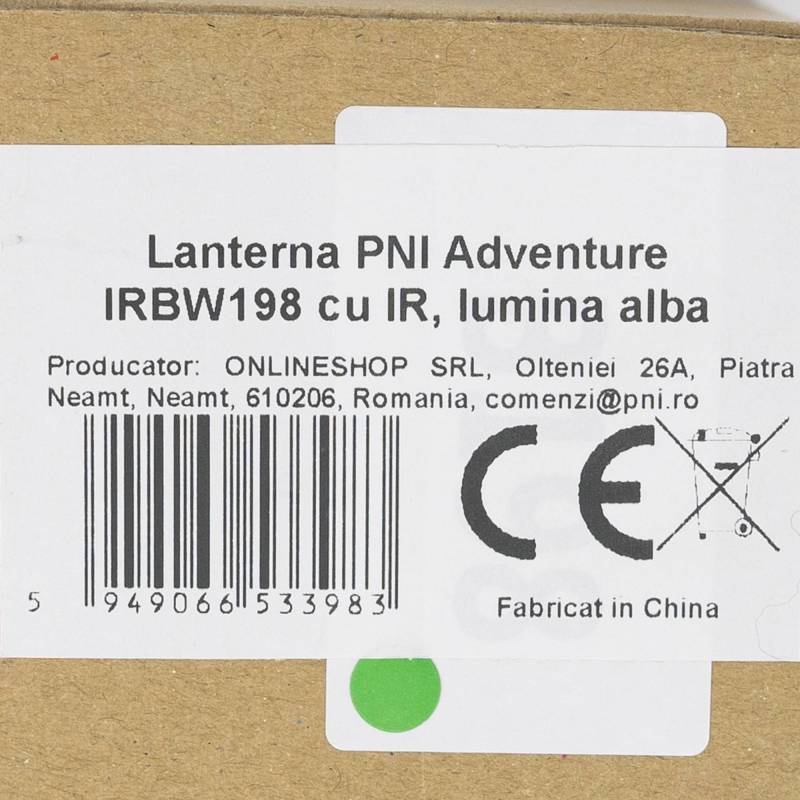 Lanterna PNI Adventure
IRBW198 cu IR, lumina alba
Producator: ONLINESHOP SRL, Olteniei 26A, Piatra
Neamt, Neamt, 610206, Romania, comenzi@pni.ro
CE
5 949066 533983
Fabricat in China